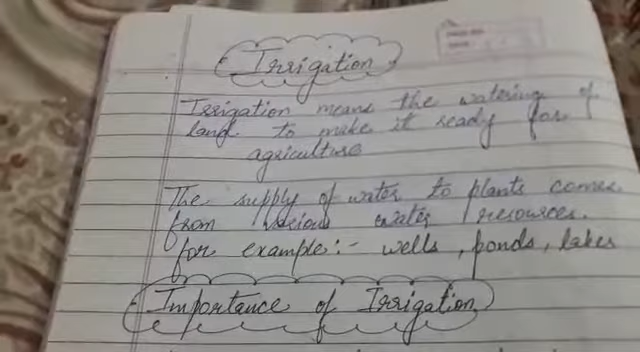 Irrigation
Irrigation means the watering of
land to make it ready for
agriculture
The supply of water to plants comes
from various water resources.
for example:- wells, ponds, lakes
Importance of Irrigation